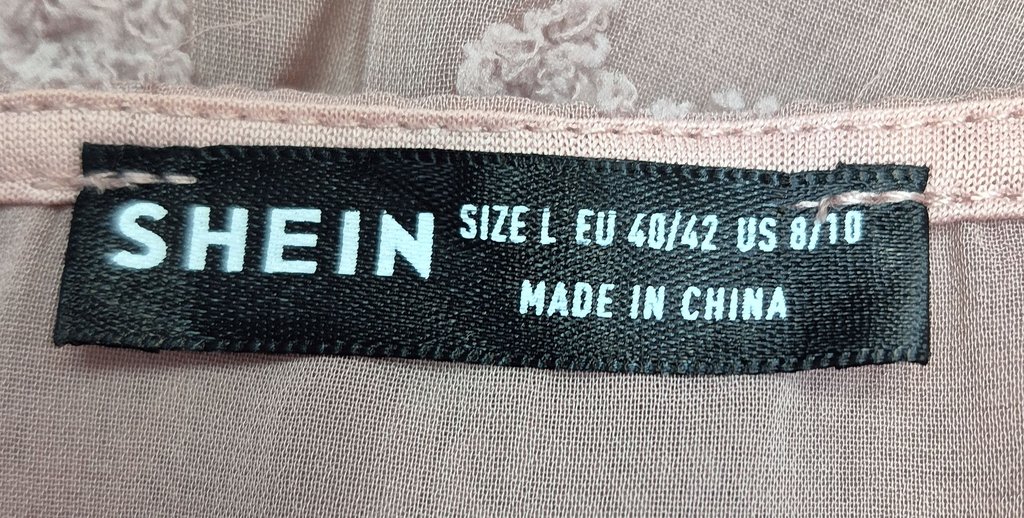 SHEIN SIZE L EU 40/42 US 8/10
MADE IN CHINA